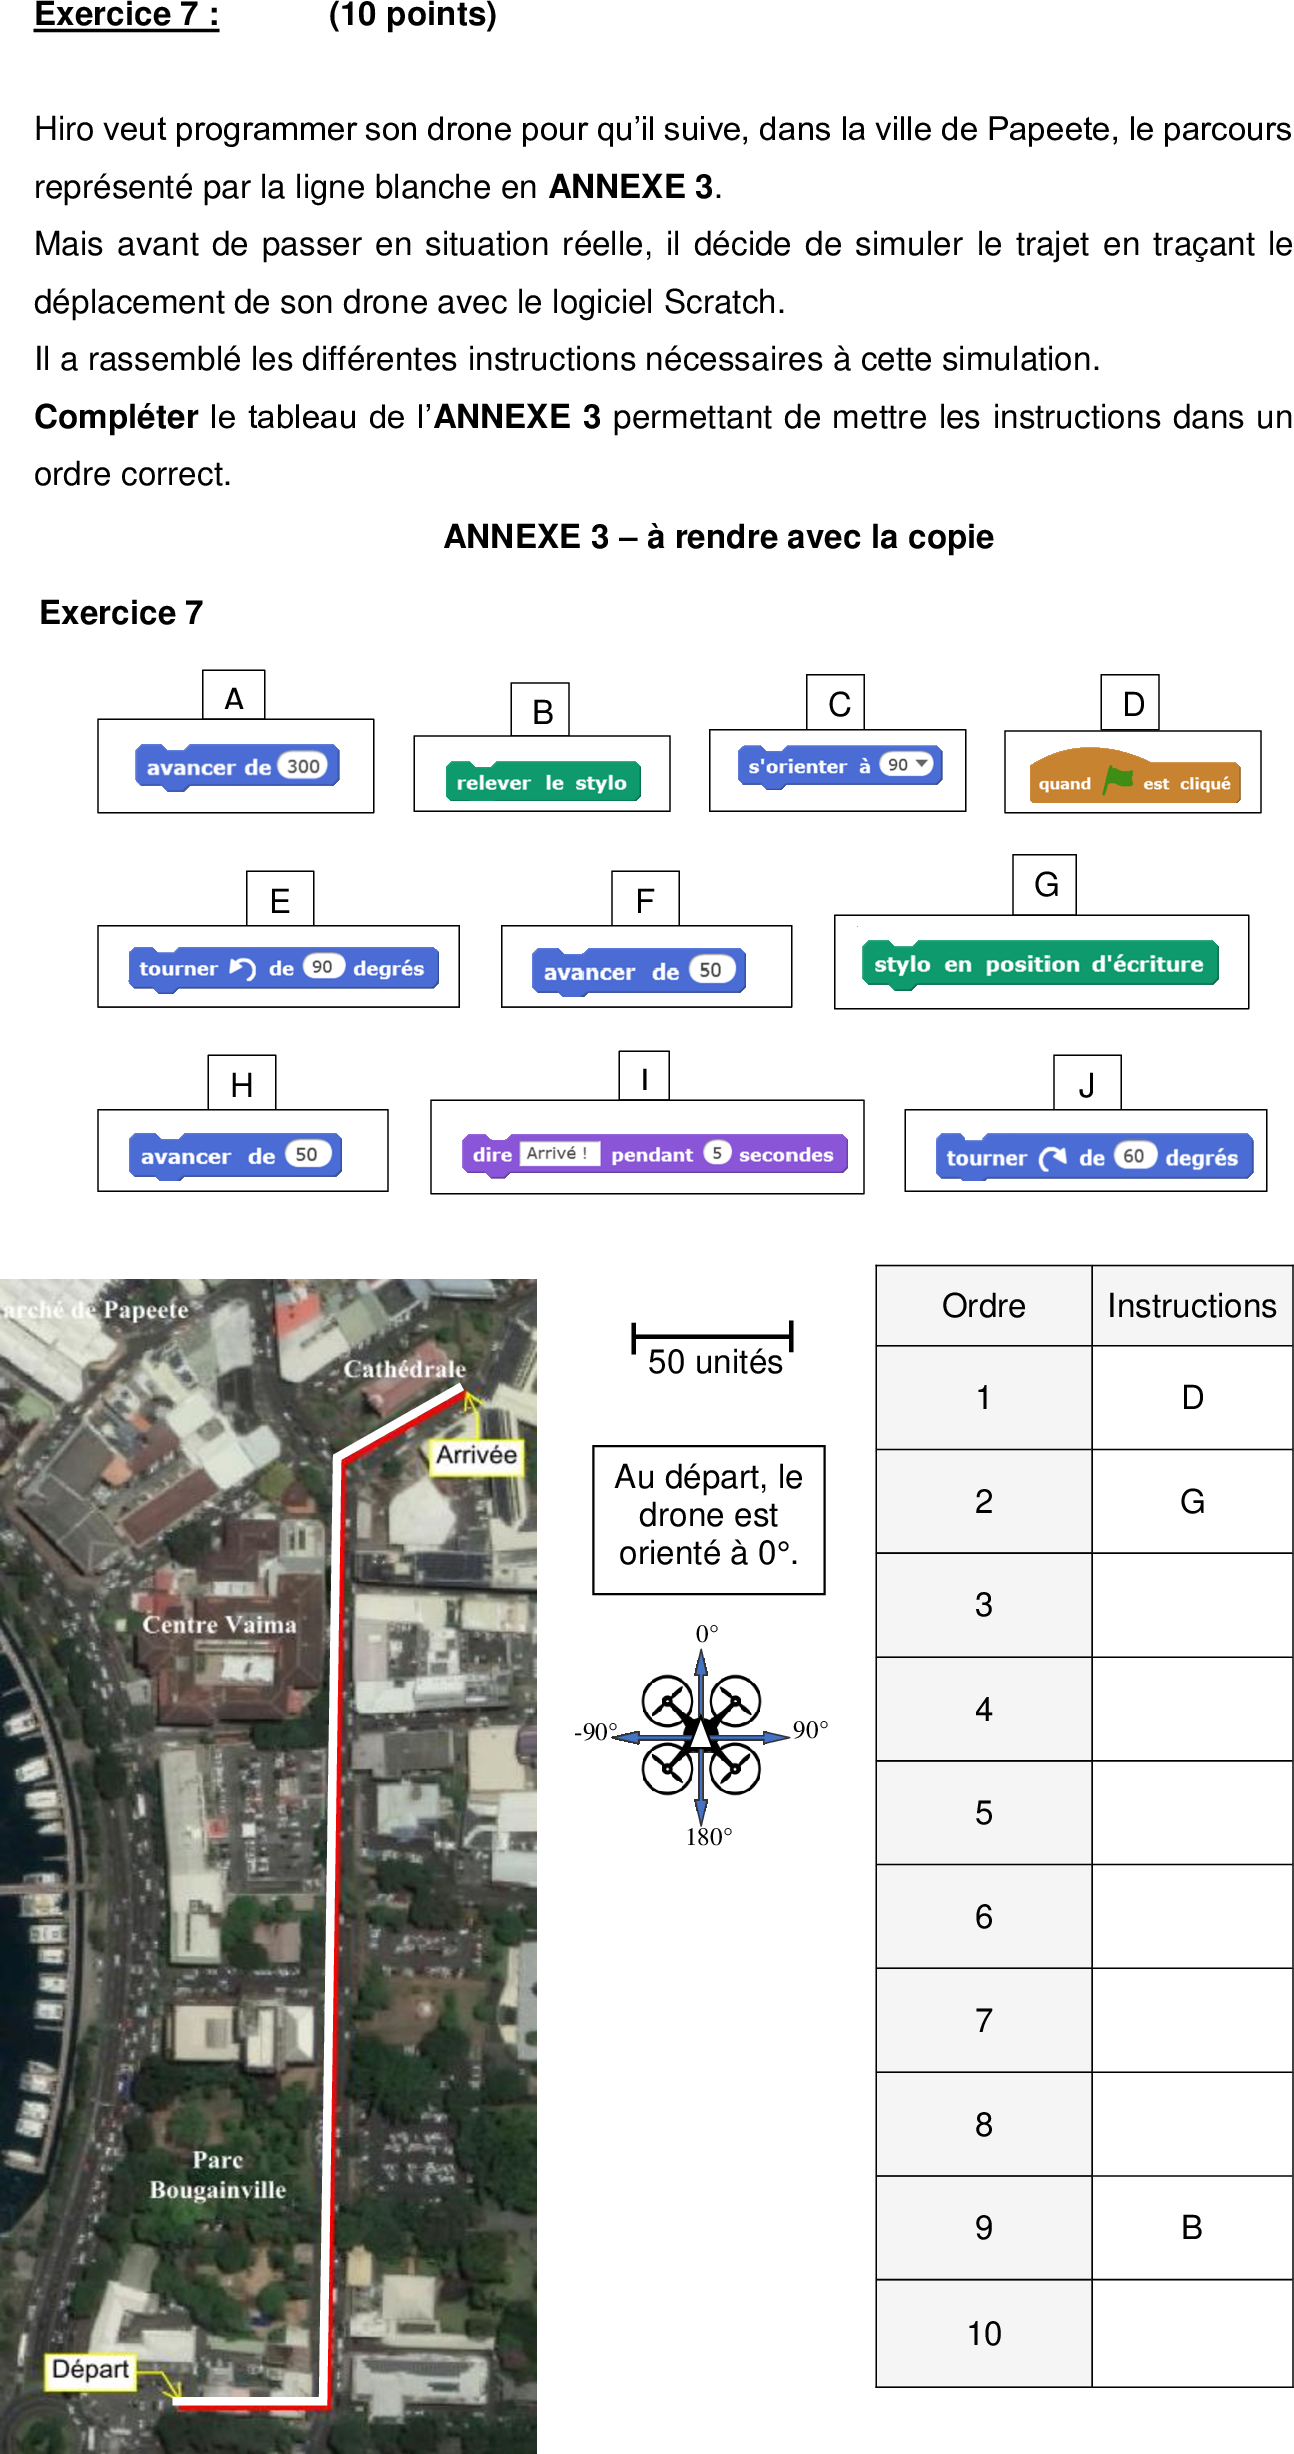 Exercice 7 : (10 points)
Hiro veut programmer son drone pour qu'il suive, dans la ville de Papeete, le parcours
représenté par la ligne blanche en ANNEXE 3.
Mais avant de passer en situation réelle, il décide de simuler le trajet en traçant le
déplacement de son drone avec le logiciel Scratch.
Il a rassemblé les différentes instructions nécessaires à cette simulation.
Compléter le tableau de l'ANNEXE 3 permettant de mettre les instructions dans un
ordre correct.
ANNEXE 3 – à rendre avec la copie
Exercice 7
A
avancer de 300
B
relever le stylo
C
s'orienter à 90
D
quand est cliqué
E
tourner de 90 degrés
F
avancer de 50
G
stylo en position d'écriture
H
avancer de 50
I
dire Arrivé ! pendant 5 secondes
J
tourner de 60 degrés
arché de Papeete
Cathédrale
Arrivée
Centre Vaima
Parc
Bougainville
Départ
50 unités
Au départ, le
drone est
orienté à 0°.
0°
-90°
90°
180°
Ordre Instructions
1 D
2 G
3
4
5
6
7
8
9 B
10